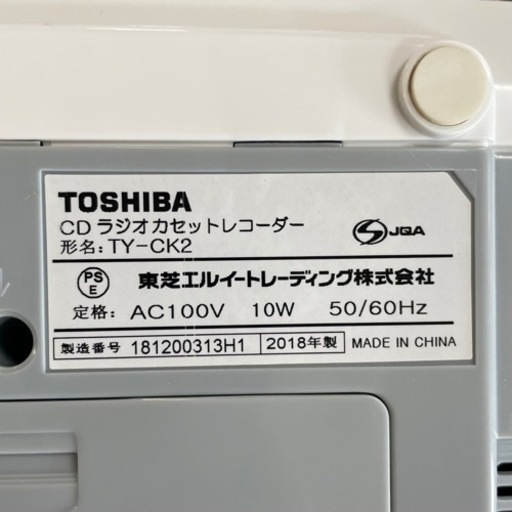 TOSHIBA
CDラジオカセットレコーダー
形名:TY-CK2
JQA
PS
E
東芝エルイートレーディング株式会社
定格: AC100V 10W 50/60Hz
製造番号 181200313H1 2018年製 MADE IN CHINA